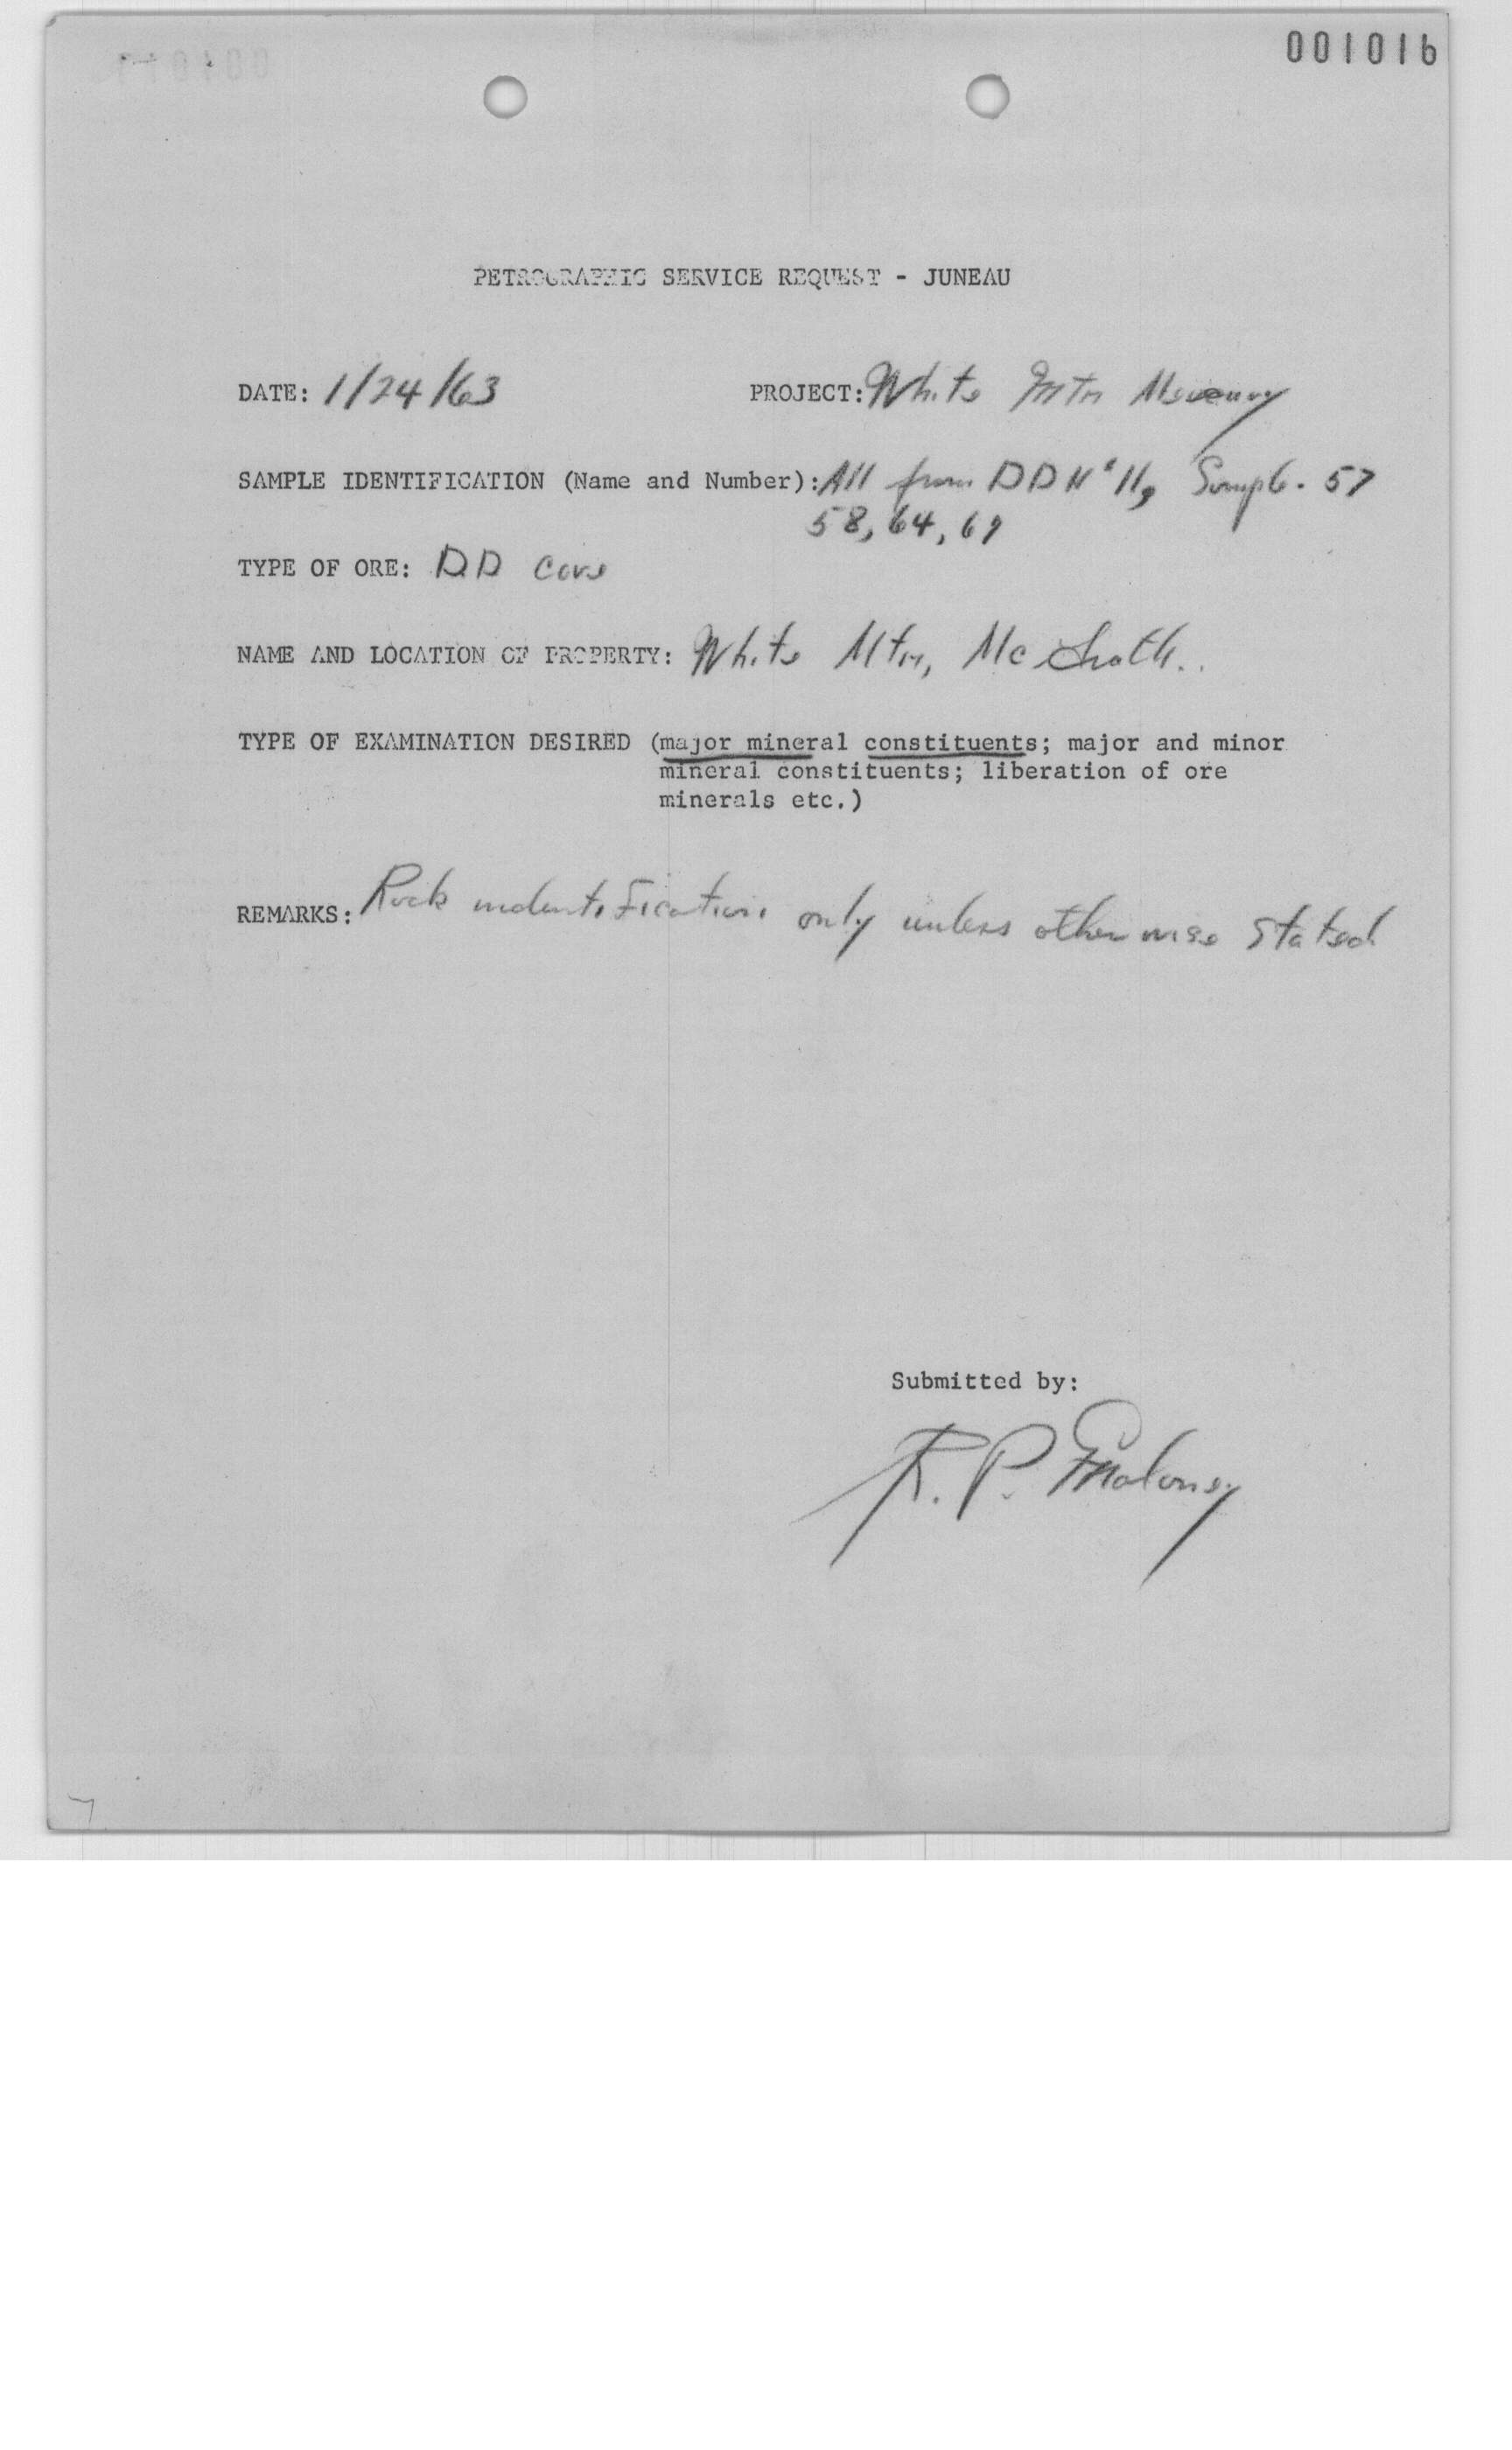 001016
PETROGRAPHIC SERVICE REQUEST - JUNEAU
DATE: 1/24/63 PROJECT: White Mtn Mercury
SAMPLE IDENTIFICATION (Name and Number): All from DDH 11, Sample. 57
58, 64, 69
TYPE OF ORE: DD Core
NAME AND LOCATION OF PROPERTY: White Mtn, McGrath.
TYPE OF EXAMINATION DESIRED (major mineral constituents; major and minor
mineral constituents; liberation of ore
minerals etc.)
REMARKS: Rock indentification only unless otherwise stated
Submitted by:
R. P. Maloney